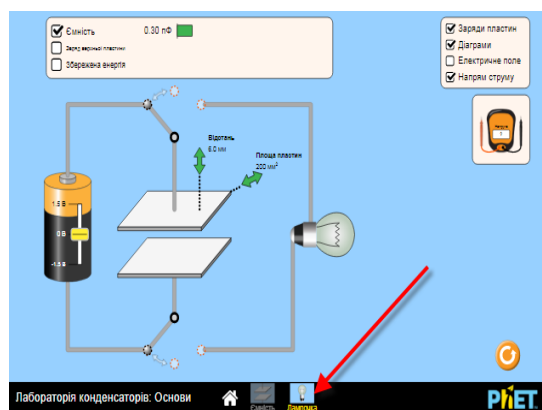 Ємність 0.30 пФ
Заряд верхньої пластини
Збережена енергія
Заряди пластин
Діаграми
Електричне поле
Напрям струму
?
Відстань
6.0 мм
Площа пластин
200 мм²
1.5 В
0 В
-1.5 В
Лабораторія конденсаторів: Основи
Ємність
Лампочка
PhET